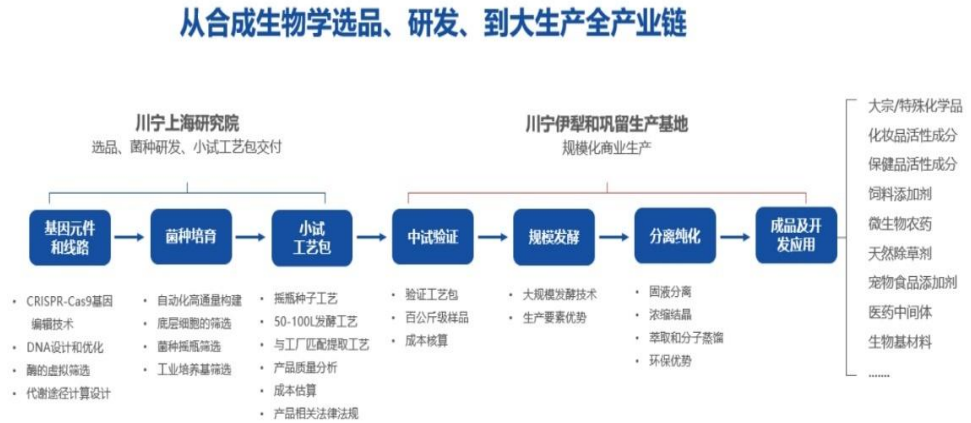 从合成生物学选品、研发、到大生产全产业链
川宁上海研究院
选品、菌种研发、小试工艺包交付
川宁伊犁和巩留生产基地
规模化商业生产
基因元件
和线路
菌种培育
小试
工艺包
中试验证
规模发酵
分离纯化
成品及开
发应用
• CRISPR-Cas9基因
编辑技术
• DNA设计和优化
• 酶的虚拟筛选
• 代谢途径计算设计
• 自动化高通量构建
• 底层细胞的筛选
• 菌种摇瓶筛选
• 工业培养基筛选
• 摇瓶种子工艺
• 50-100L发酵工艺
• 与工厂匹配提取工艺
• 产品质量分析
• 成本估算
• 产品相关法律法规
• 验证工艺包
• 百公斤级样品
• 成本核算
• 大规模发酵技术
• 生产要素优势
• 固液分离
• 浓缩结晶
• 萃取和分子蒸馏
• 环保优势
大宗/特殊化学品
化妆品活性成分
保健品活性成分
饲料添加剂
微生物农药
天然除草剂
宠物食品添加剂
医药中间体
生物基材料
.......